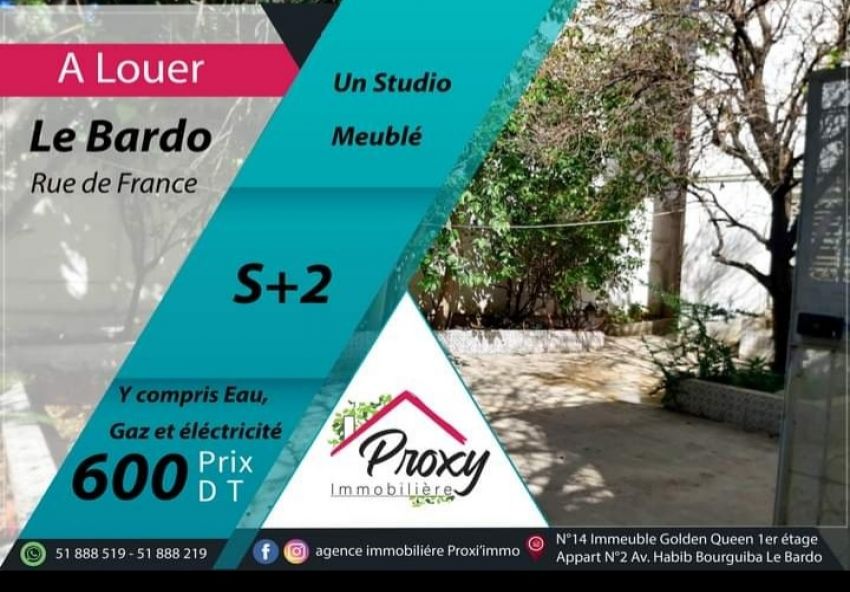 A Louer
Le Bardo
Rue de France
Un Studio
Meublé
S+2
Y compris Eau,
Gaz et éléctricité
600 Prix
D T
Proxy
Immobilière
51 888 519 - 51 888 219
agence immobiliére Proxi'immo
N°14 Immeuble Golden Queen 1er étage
Appart N°2 Av. Habib Bourguiba Le Bardo